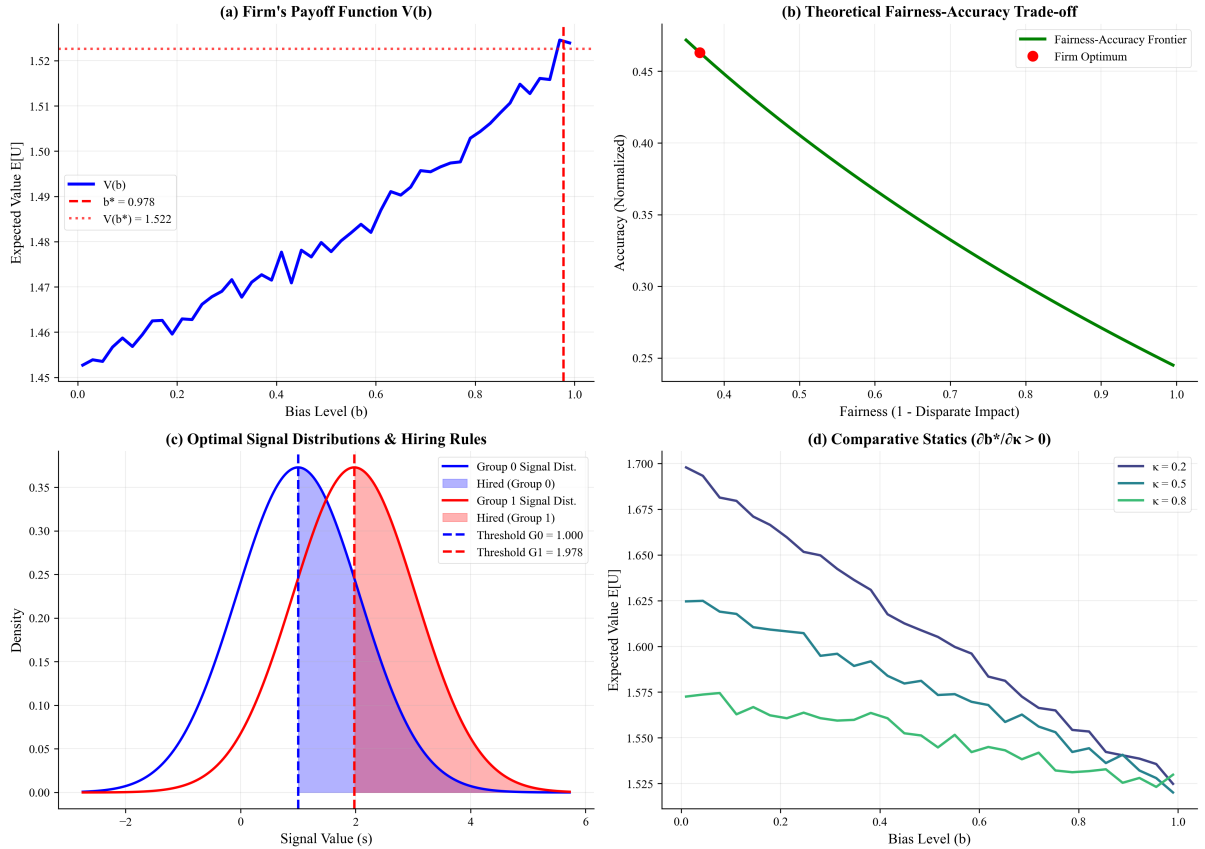 (a) Firm's Payoff Function V(b)
Expected Value E[U]
1.52
1.51
1.50
1.49
1.48
1.47
1.46
1.45
V(b)
b* = 0.978
V(b*) = 1.522
0.0 0.2 0.4 0.6 0.8 1.0
Bias Level (b)
(b) Theoretical Fairness-Accuracy Trade-off
Accuracy (Normalized)
0.45
0.40
0.35
0.30
0.25
Fairness-Accuracy Frontier
Firm Optimum
0.4 0.5 0.6 0.7 0.8 0.9 1.0
Fairness (1 - Disparate Impact)
(c) Optimal Signal Distributions & Hiring Rules
Density
0.35
0.30
0.25
0.20
0.15
0.10
0.05
0.00
Group 0 Signal Dist.
Hired (Group 0)
Group 1 Signal Dist.
Hired (Group 1)
Threshold G0 = 1.000
Threshold G1 = 1.978
−2 0 2 4 6
Signal Value (s)
(d) Comparative Statics (∂b*/∂κ > 0)
Expected Value E[U]
1.700
1.675
1.650
1.625
1.600
1.575
1.550
1.525
κ = 0.2
κ = 0.5
κ = 0.8
0.0 0.2 0.4 0.6 0.8 1.0
Bias Level (b)